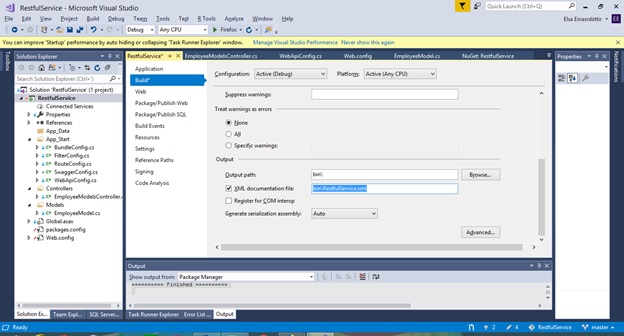 RestfulService - Microsoft Visual Studio
File Edit View Project Build Debug Team Tools Architecture Test Analyze Window Help
Elsa Einarsdóttir EE
Debug Any CPU Firefox
You can improve 'Startup' performance by auto hiding or collapsing 'Task Runner Explorer' window. Manage Visual Studio Performance Never show this again
Toolbox
Solution Explorer
Search Solution Explorer
Solution 'RestfulService' (1 project)
RestfulService
Connected Services
Properties
References
App_Data
App_Start
BundleConfig.cs
FilterConfig.cs
RouteConfig.cs
SwaggerConfig.cs
WebApiConfig.cs
Controllers
EmployeeModelsController.cs
Models
EmployeeModel.cs
Global.asax
packages.config
Web.config
Solution Ex... Team Expl... SQL Server...
RestfulService* EmployeeModelsController.cs WebApiConfig.cs Web.config EmployeeModel.cs NuGet: RestfulService
Application
Build*
Web
Package/Publish Web
Package/Publish SQL
Build Events
Resources
Settings
Reference Paths
Signing
Code Analysis
Configuration: Active (Debug) Platform: Active (Any CPU)
Suppress warnings:
Treat warnings as errors
None
All
Specific warnings:
Output
Output path: bin\ Browse...
XML documentation file: bin\RestfulService.xml
Register for COM interop
Generate serialization assembly: Auto
Advanced...
Output
Show output from: Package Manager
========== Finished ==========
Task Runner Explorer Error List ... Output
Properties
Notifications
Ready 2 4 RestfulService master